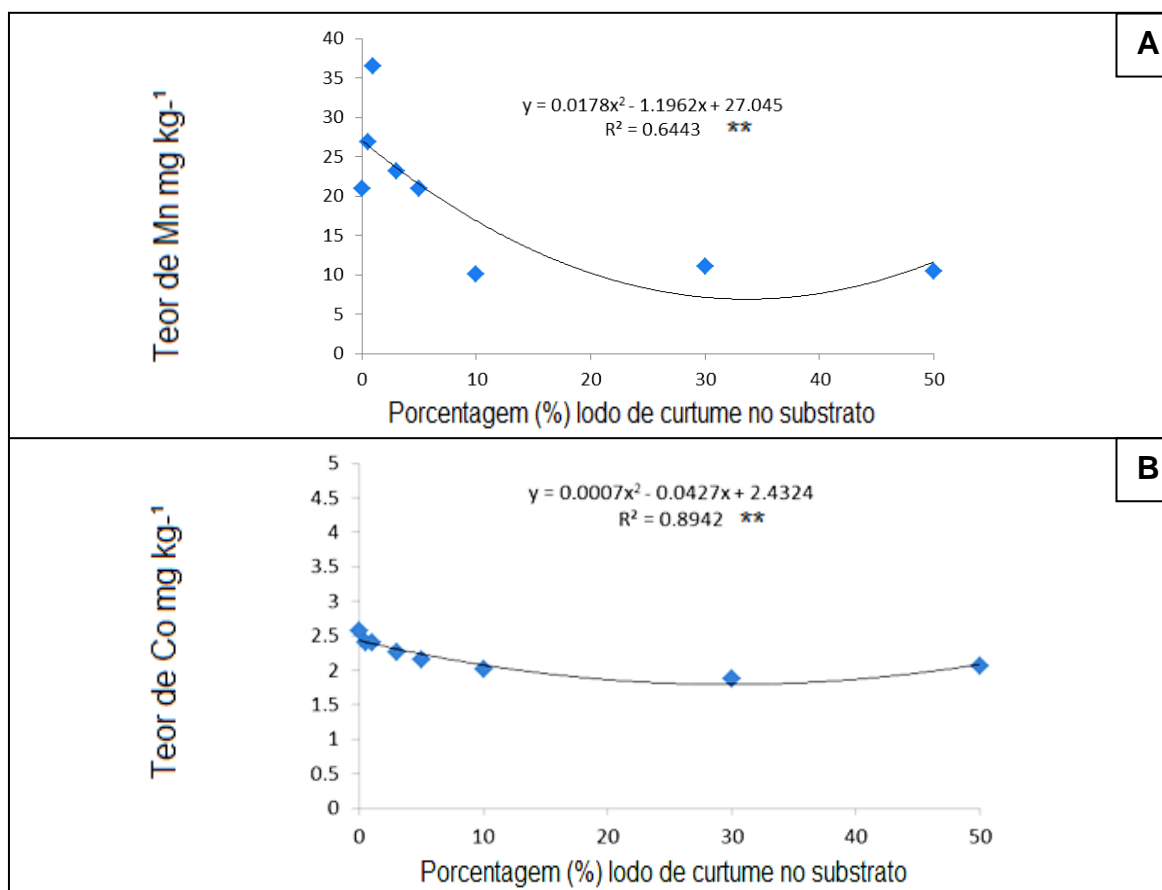 A
Teor de Mn mg kg-¹
40
35
30
25
20
15
10
5
0
y = 0.0178x² - 1.1962x + 27.045
R² = 0.6443 **
0 10 20 30 40 50
Porcentagem (%) lodo de curtume no substrato
B
Teor de Co mg kg-¹
5
4.5
4
3.5
3
2.5
2
1.5
1
0.5
0
y = 0.0007x² - 0.0427x + 2.4324
R² = 0.8942 **
0 10 20 30 40 50
Porcentagem (%) lodo de curtume no substrato